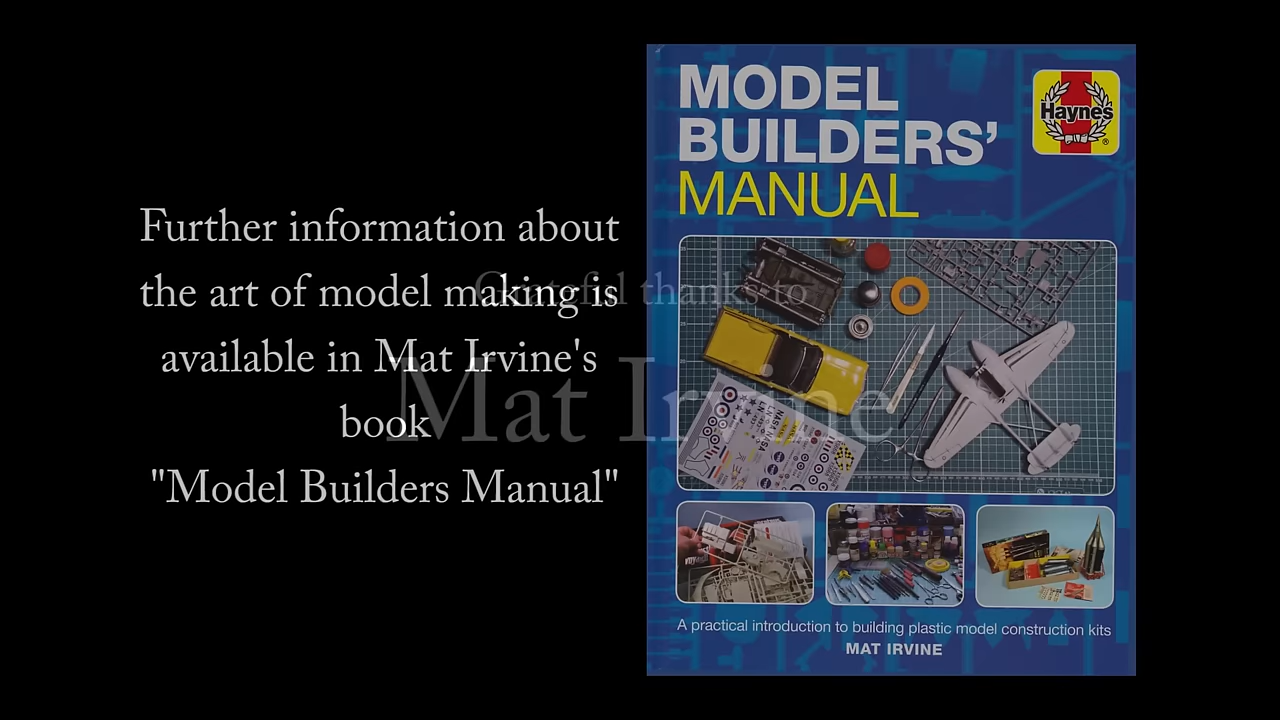 Further information about
the art of model making is
available in Mat Irvine's
book
"Model Builders Manual"
Grateful thanks to
Mat Irvine
MODEL
BUILDERS'
MANUAL
Haynes
A practical introduction to building plastic model construction kits
MAT IRVINE